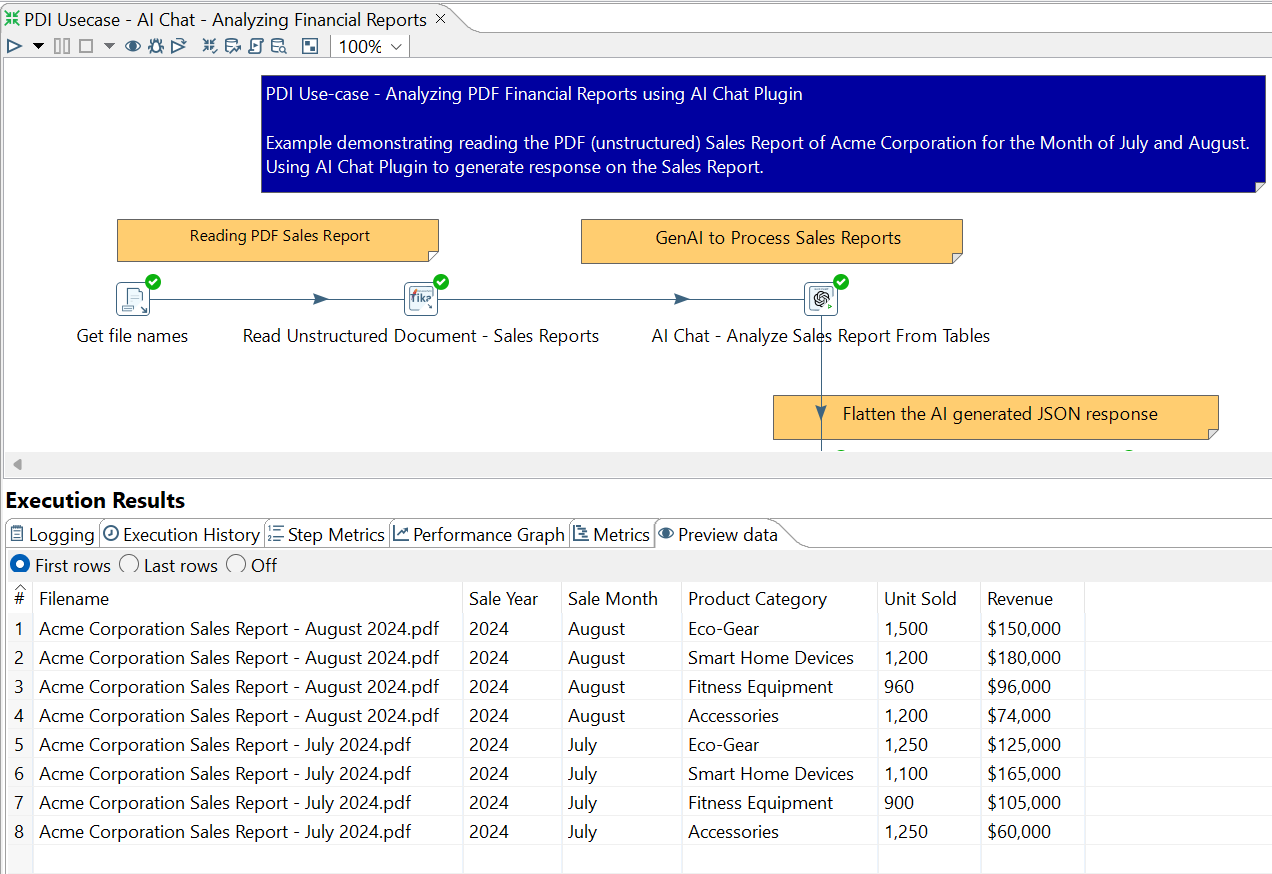 PDI Usecase - AI Chat - Analyzing Financial Reports
100%
PDI Use-case - Analyzing PDF Financial Reports using AI Chat Plugin
Example demonstrating reading the PDF (unstructured) Sales Report of Acme Corporation for the Month of July and August.
Using AI Chat Plugin to generate response on the Sales Report.
Reading PDF Sales Report
GenAI to Process Sales Reports
Tika
Get file names
Read Unstructured Document - Sales Reports
AI Chat - Analyze Sales Report From Tables
Flatten the AI generated JSON response
Execution Results
Logging Execution History Step Metrics Performance Graph Metrics Preview data
First rows Last rows Off
# Filename Sale Year Sale Month Product Category Unit Sold Revenue
1 Acme Corporation Sales Report - August 2024.pdf 2024 August Eco-Gear 1,500 $150,000
2 Acme Corporation Sales Report - August 2024.pdf 2024 August Smart Home Devices 1,200 $180,000
3 Acme Corporation Sales Report - August 2024.pdf 2024 August Fitness Equipment 960 $96,000
4 Acme Corporation Sales Report - August 2024.pdf 2024 August Accessories 1,200 $74,000
5 Acme Corporation Sales Report - July 2024.pdf 2024 July Eco-Gear 1,250 $125,000
6 Acme Corporation Sales Report - July 2024.pdf 2024 July Smart Home Devices 1,100 $165,000
7 Acme Corporation Sales Report - July 2024.pdf 2024 July Fitness Equipment 900 $105,000
8 Acme Corporation Sales Report - July 2024.pdf 2024 July Accessories 1,250 $60,000